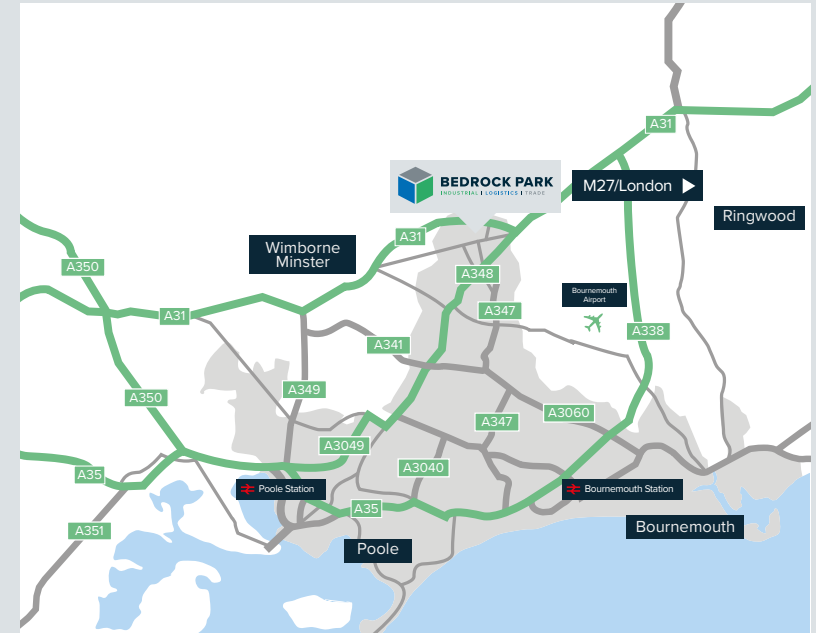 A31
BEDROCK PARK
INDUSTRIAL | LOGISTICS | TRADE
M27/London
Ringwood
A31
Wimborne
Minster
A350
A348
Bournemouth
Airport
A31
A347
A338
A341
A349
A350
A3060
A347
A3049
A3040
A35
Poole Station
Bournemouth Station
A35
A351
Bournemouth
Poole